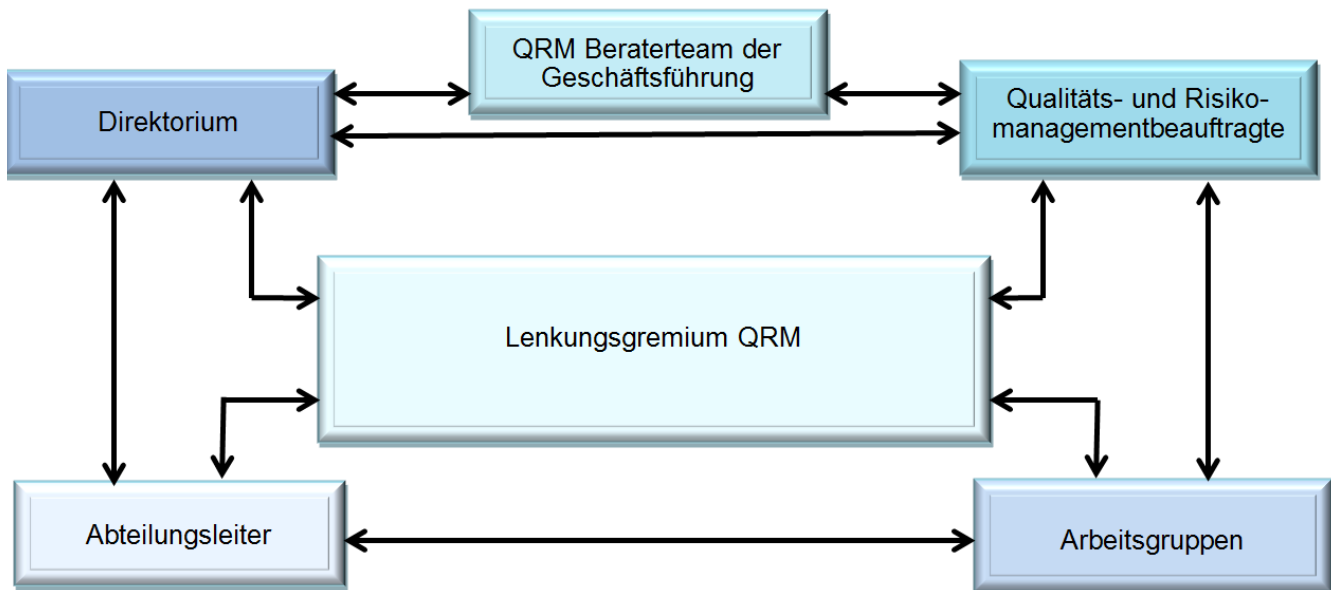 QRM Beraterteam der
Geschäftsführung
Direktorium
Qualitäts- und Risiko-
managementbeauftragte
Lenkungsgremium QRM
Abteilungsleiter
Arbeitsgruppen